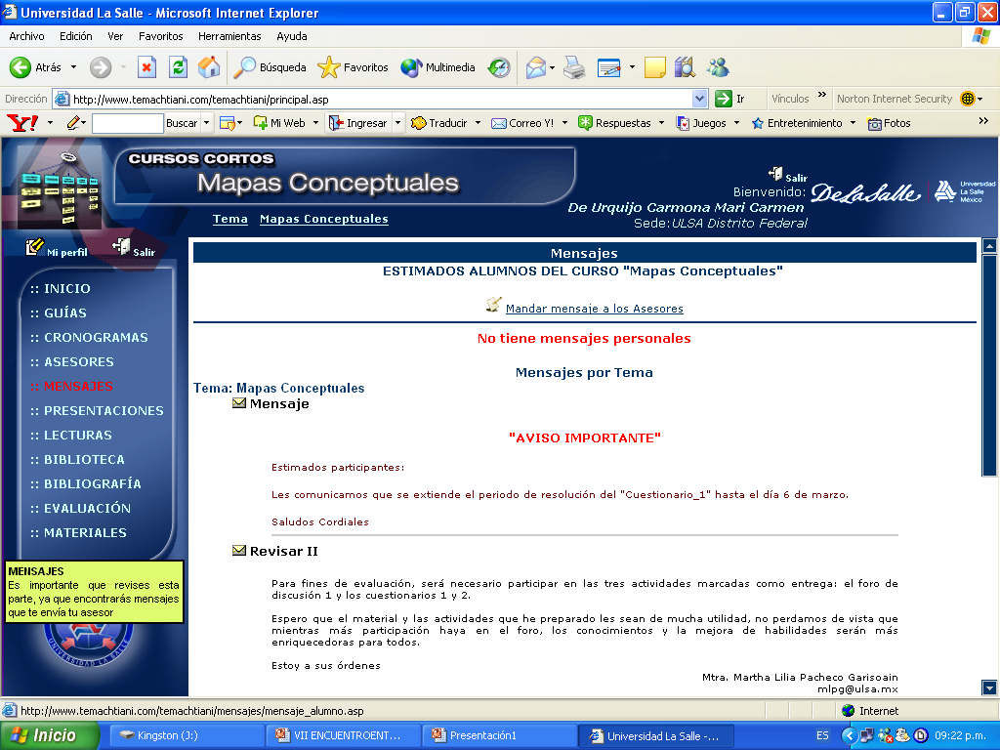 Universidad La Salle - Microsoft Internet Explorer
Archivo Edición Ver Favoritos Herramientas Ayuda
Atrás Búsqueda Favoritos Multimedia
Dirección http://www.temachtiani.com/temachtiani/principal.asp Ir Vínculos » Norton Internet Security
Y! Buscar Mi Web Ingresar Traducir Correo Y! Respuestas Juegos Entretenimiento Fotos »
CURSOS CORTOS
Mapas Conceptuales
Tema Mapas Conceptuales
Salir
Bienvenido:
De Urquijo Carmona Mari Carmen
Sede:ULSA Distrito Federal
De La Salle
Universidad
La Salle
México
Mi perfil Salir
:: INICIO
:: GUÍAS
:: CRONOGRAMAS
:: ASESORES
:: MENSAJES
:: PRESENTACIONES
:: LECTURAS
:: BIBLIOTECA
:: BIBLIOGRAFÍA
:: EVALUACIÓN
:: MATERIALES
MENSAJES
Es importante que revises esta
parte, ya que encontrarás mensajes
que te envía tu asesor
UNIVERSIDAD LA SALLE
Mensajes
ESTIMADOS ALUMNOS DEL CURSO "Mapas Conceptuales"
Mandar mensaje a los Asesores
No tiene mensajes personales
Mensajes por Tema
Tema: Mapas Conceptuales
Mensaje
"AVISO IMPORTANTE"
Estimados participantes:
Les comunicamos que se extiende el periodo de resolución del "Cuestionario_1" hasta el día 6 de marzo.
Saludos Cordiales
Revisar II
Para fines de evaluación, será necesario participar en las tres actividades marcadas como entrega: el foro de
discusión 1 y los cuestionarios 1 y 2.
Espero que el material y las actividades que he preparado les sean de mucha utilidad, no perdamos de vista que
mientras más participación haya en el foro, los conocimientos y la mejora de habilidades serán más
enriquecedoras para todos.
Estoy a sus órdenes
Mtra. Martha Lilia Pacheco Garisoain
mlpg@ulsa.mx
http://www.temachtiani.com/temachtiani/mensajes/mensaje_alumno.asp Internet
Inicio Kingston (J:) VII ENCUENTROENT... Presentación1 Universidad La Salle -... ES 09:22 p.m.